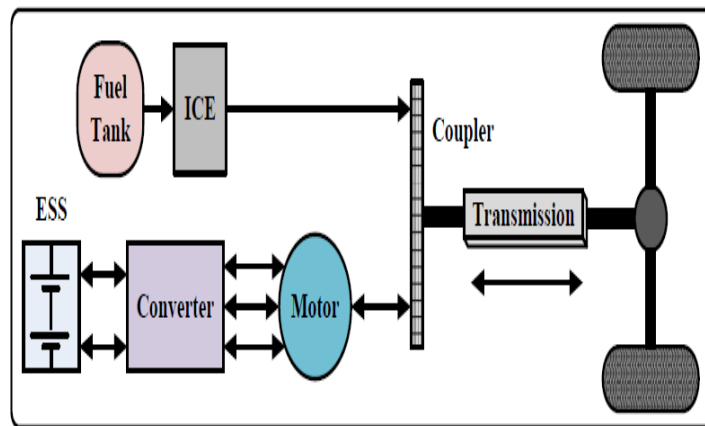 Fuel
Tank
ICE
Coupler
Transmission
ESS
Converter
Motor